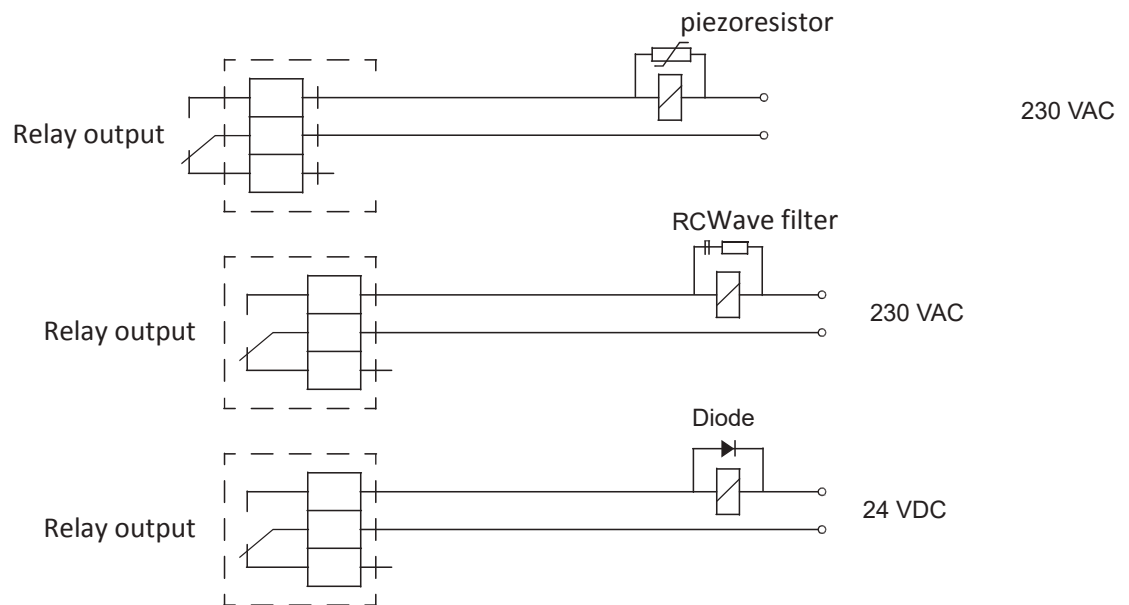 piezoresistor
Relay output
230 VAC
RCWave filter
Relay output
230 VAC
Diode
Relay output
24 VDC